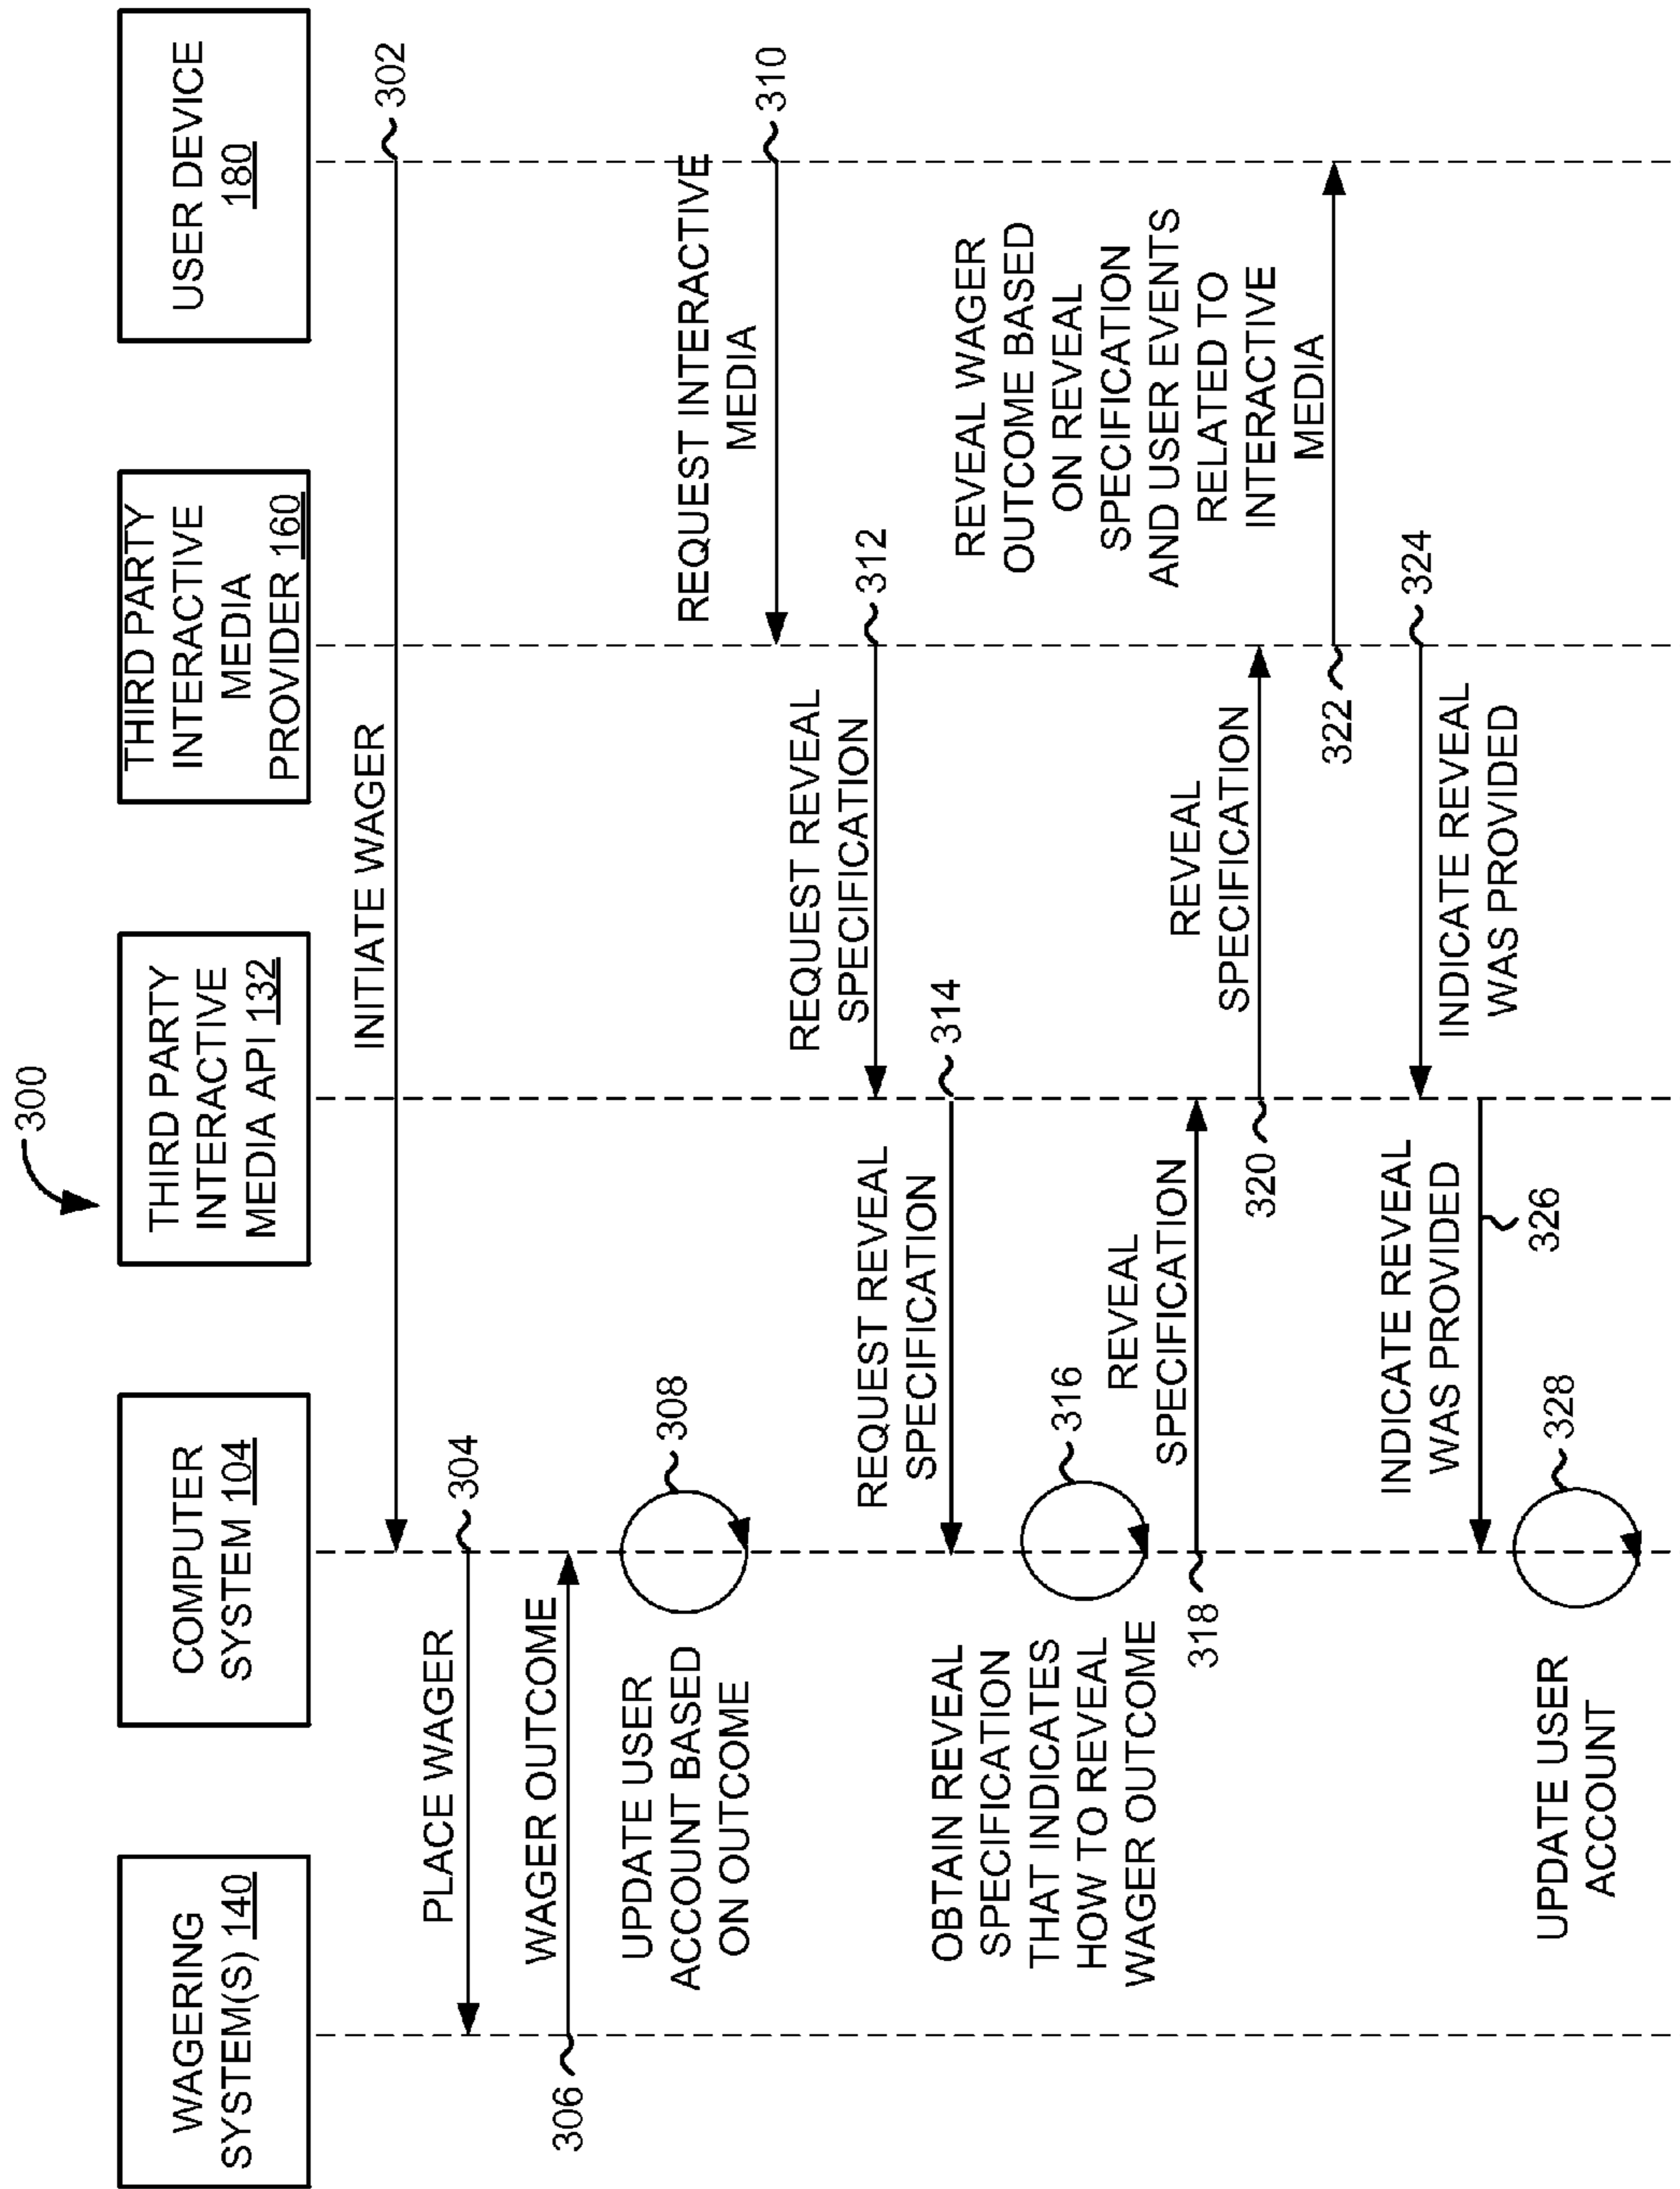 300
WAGERING
SYSTEM(S) 140
COMPUTER
SYSTEM 104
THIRD PARTY
INTERACTIVE
MEDIA API 132
THIRD PARTY
INTERACTIVE
MEDIA
PROVIDER 160
USER DEVICE
180
INITIATE WAGER
302
PLACE WAGER
304
WAGER OUTCOME
306
UPDATE USER
ACCOUNT BASED
ON OUTCOME
308
REQUEST INTERACTIVE
MEDIA
310
REQUEST REVEAL
SPECIFICATION
312
REQUEST REVEAL
SPECIFICATION
314
OBTAIN REVEAL
SPECIFICATION
THAT INDICATES
HOW TO REVEAL
WAGER OUTCOME
316
REVEAL
SPECIFICATION
318
REVEAL
SPECIFICATION
320
REVEAL WAGER
OUTCOME BASED
ON REVEAL
SPECIFICATION
AND USER EVENTS
RELATED TO
INTERACTIVE
MEDIA
322
INDICATE REVEAL
WAS PROVIDED
324
INDICATE REVEAL
WAS PROVIDED
326
UPDATE USER
ACCOUNT
328